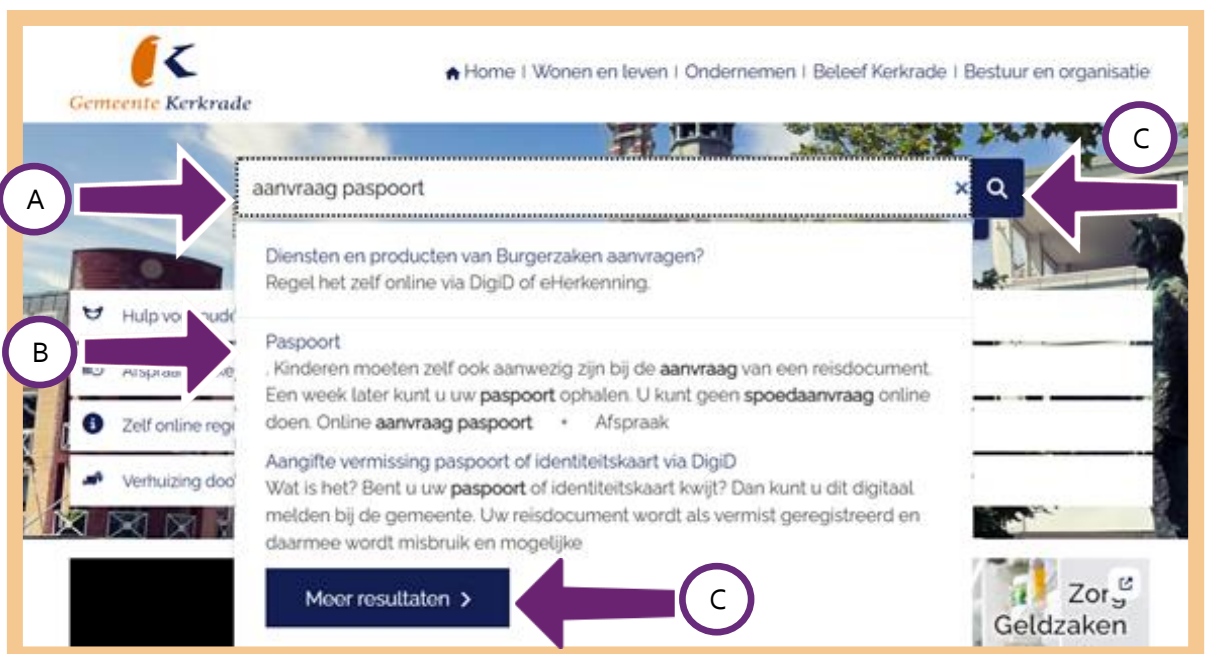 Gemeente Kerkrade
Home | Wonen en leven | Ondernemen | Beleef Kerkrade | Bestuur en organisatie
C
A
aanvraag paspoort
Diensten en producten van Burgerzaken aanvragen?
Regel het zelf online via DigiD of eHerkenning.
Hulp voor
B
Paspoort
. Kinderen moeten zelf ook aanwezig zijn bij de aanvraag van een reisdocument.
Een week later kunt u uw paspoort ophalen. U kunt geen spoedaanvraag online
doen. Online aanvraag paspoort • Afspraak
Zelf online reg
Aangifte vermissing paspoort of identiteitskaart via DigiD
Verhuizing doo
Wat is het? Bent u uw paspoort of identiteitskaart kwijt? Dan kunt u dit digitaal
melden bij de gemeente. Uw reisdocument wordt als vermist geregistreerd en
daarmee wordt misbruik en mogelijke
Meer resultaten
C
Zorg
Geldzaken